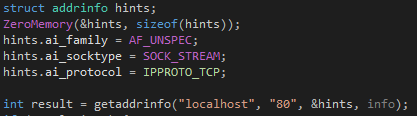 struct addrinfo hints;
ZeroMemory(&hints, sizeof(hints));
hints.ai_family = AF_UNSPEC;
hints.ai_socktype = SOCK_STREAM;
hints.ai_protocol = IPPROTO_TCP;
int result = getaddrinfo("localhost", "80", &hints, info);